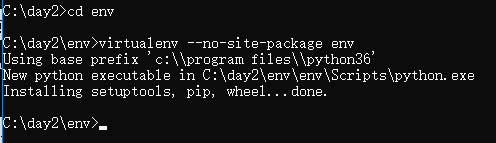 C:\day2>cd env
C:\day2\env>virtualenv --no-site-package env
Using base prefix 'c:\\program files\\python36'
New python executable in C:\day2\env\env\Scripts\python.exe
Installing setuptools, pip, wheel...done.
C:\day2\env>